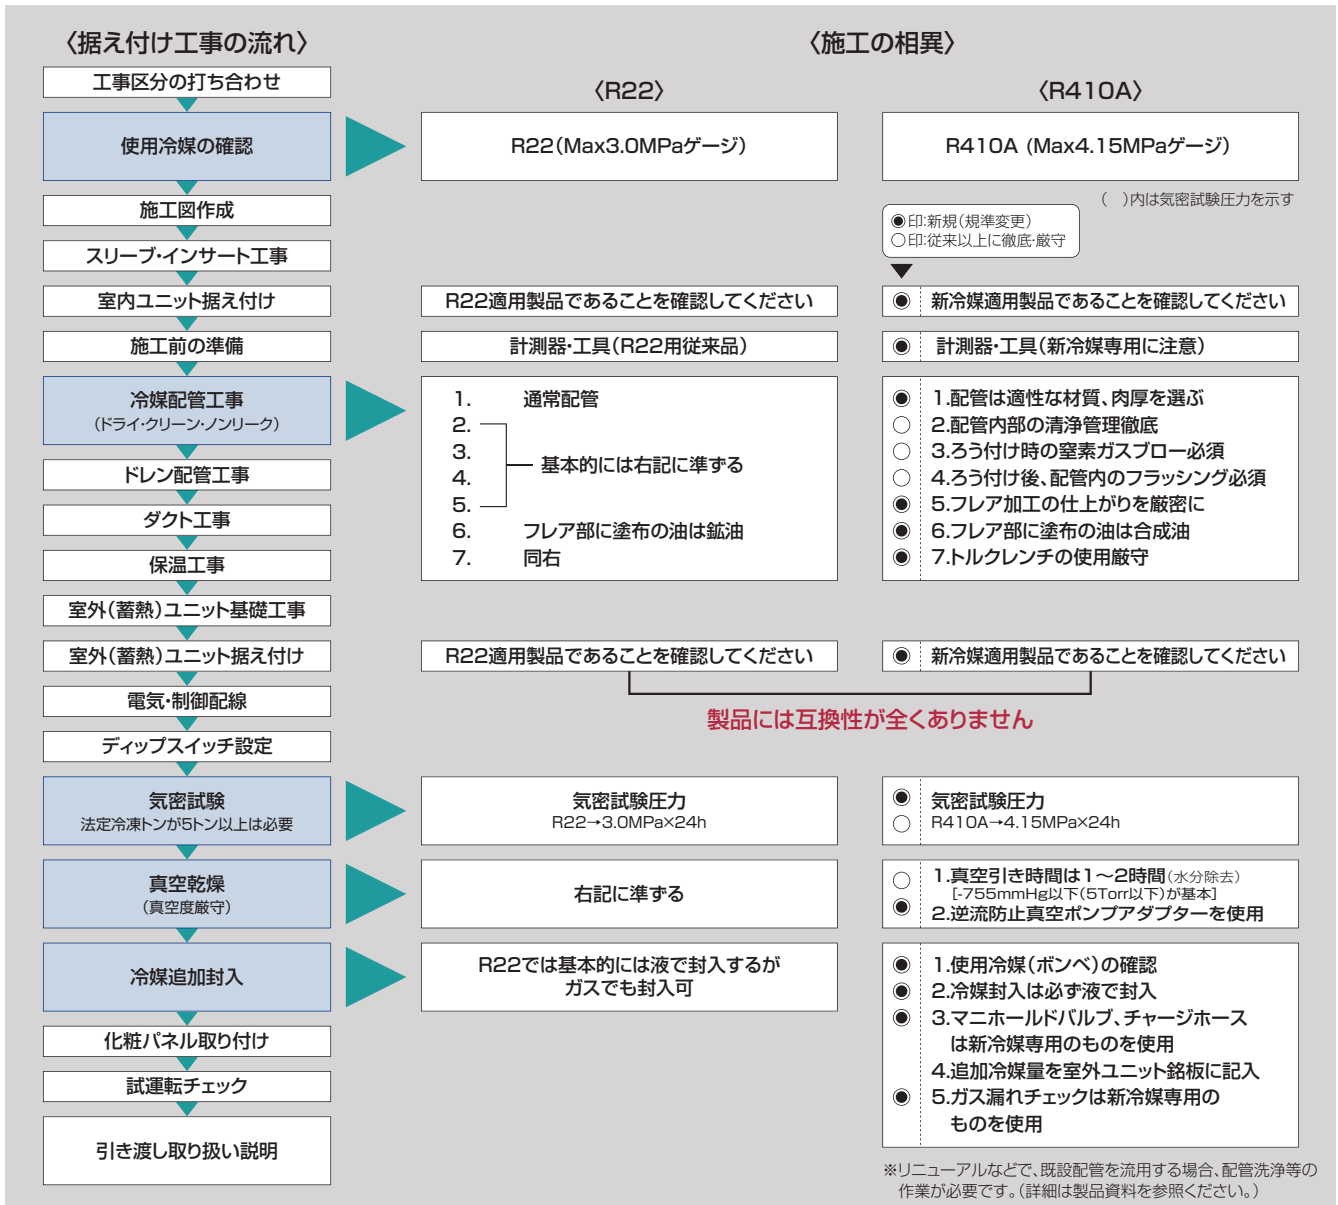 〈据え付け工事の流れ〉
工事区分の打ち合わせ
使用冷媒の確認
施工図作成
スリーブ・インサート工事
室内ユニット据え付け
施工前の準備
冷媒配管工事
(ドライ・クリーン・ノンリーク)
ドレン配管工事
ダクト工事
保温工事
室外(蓄熱)ユニット基礎工事
室外(蓄熱)ユニット据え付け
電気・制御配線
ディップスイッチ設定
気密試験
法定冷凍トンが5トン以上は必要
真空乾燥
(真空度厳守)
冷媒追加封入
化粧パネル取り付け
試運転チェック
引き渡し取り扱い説明
〈施工の相異〉
〈R22〉
R22(Max3.0MPaゲージ)
R22適用製品であることを確認してください
計測器・工具(R22用従来品)
1. 通常配管
2.
3.
4.
5.
基本的には右記に準ずる
6. フレア部に塗布の油は鉱油
7. 同右
R22適用製品であることを確認してください
気密試験圧力
R22→3.0MPa×24h
右記に準ずる
R22では基本的には液で封入するが
ガスでも封入可
〈R410A〉
R410A (Max4.15MPaゲージ)
(　)内は気密試験圧力を示す
◉印:新規(規準変更)
○印:従来以上に徹底・厳守
◉ 新冷媒適用製品であることを確認してください
◉ 計測器・工具(新冷媒専用に注意)
◉ 1.配管は適性な材質、肉厚を選ぶ
○ 2.配管内部の清浄管理徹底
○ 3.ろう付け時の窒素ガスブロー必須
○ 4.ろう付け後、配管内のフラッシング必須
◉ 5.フレア加工の仕上がりを厳密に
◉ 6.フレア部に塗布の油は合成油
◉ 7.トルクレンチの使用厳守
◉ 新冷媒適用製品であることを確認してください
製品には互換性が全くありません
◉ 気密試験圧力
○ R410A→4.15MPa×24h
○ 1.真空引き時間は1〜2時間(水分除去)
[-755mmHg以下(5Torr以下)が基本]
◉ 2.逆流防止真空ポンプアダプターを使用
◉ 1.使用冷媒(ボンベ)の確認
◉ 2.冷媒封入は必ず液で封入
◉ 3.マニホールドバルブ、チャージホース
は新冷媒専用のものを使用
4.追加冷媒量を室外ユニット銘板に記入
◉ 5.ガス漏れチェックは新冷媒専用の
ものを使用
※リニューアルなどで、既設配管を流用する場合、配管洗浄等の
作業が必要です。(詳細は製品資料を参照ください。)